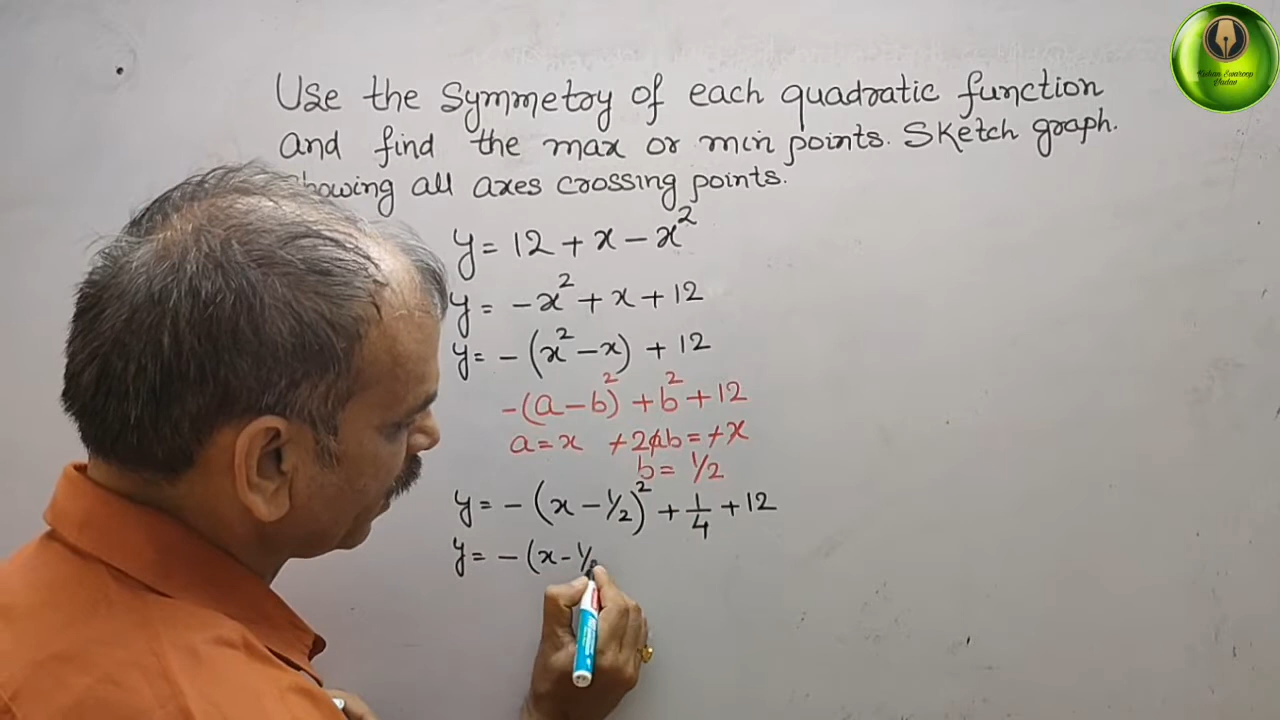 Use the Symmetry of each quadratic function
and find the max or min points. Sketch graph.
showing all axes crossing points.
y = 12 + x - x²
y = -x² + x + 12
y = -(x² - x) + 12
-(a - b)² + b² + 12
a = x +2ab = +x
b = 1/2
y = -(x - 1/2)² + 1/4 + 12
y = -(x - 1/2